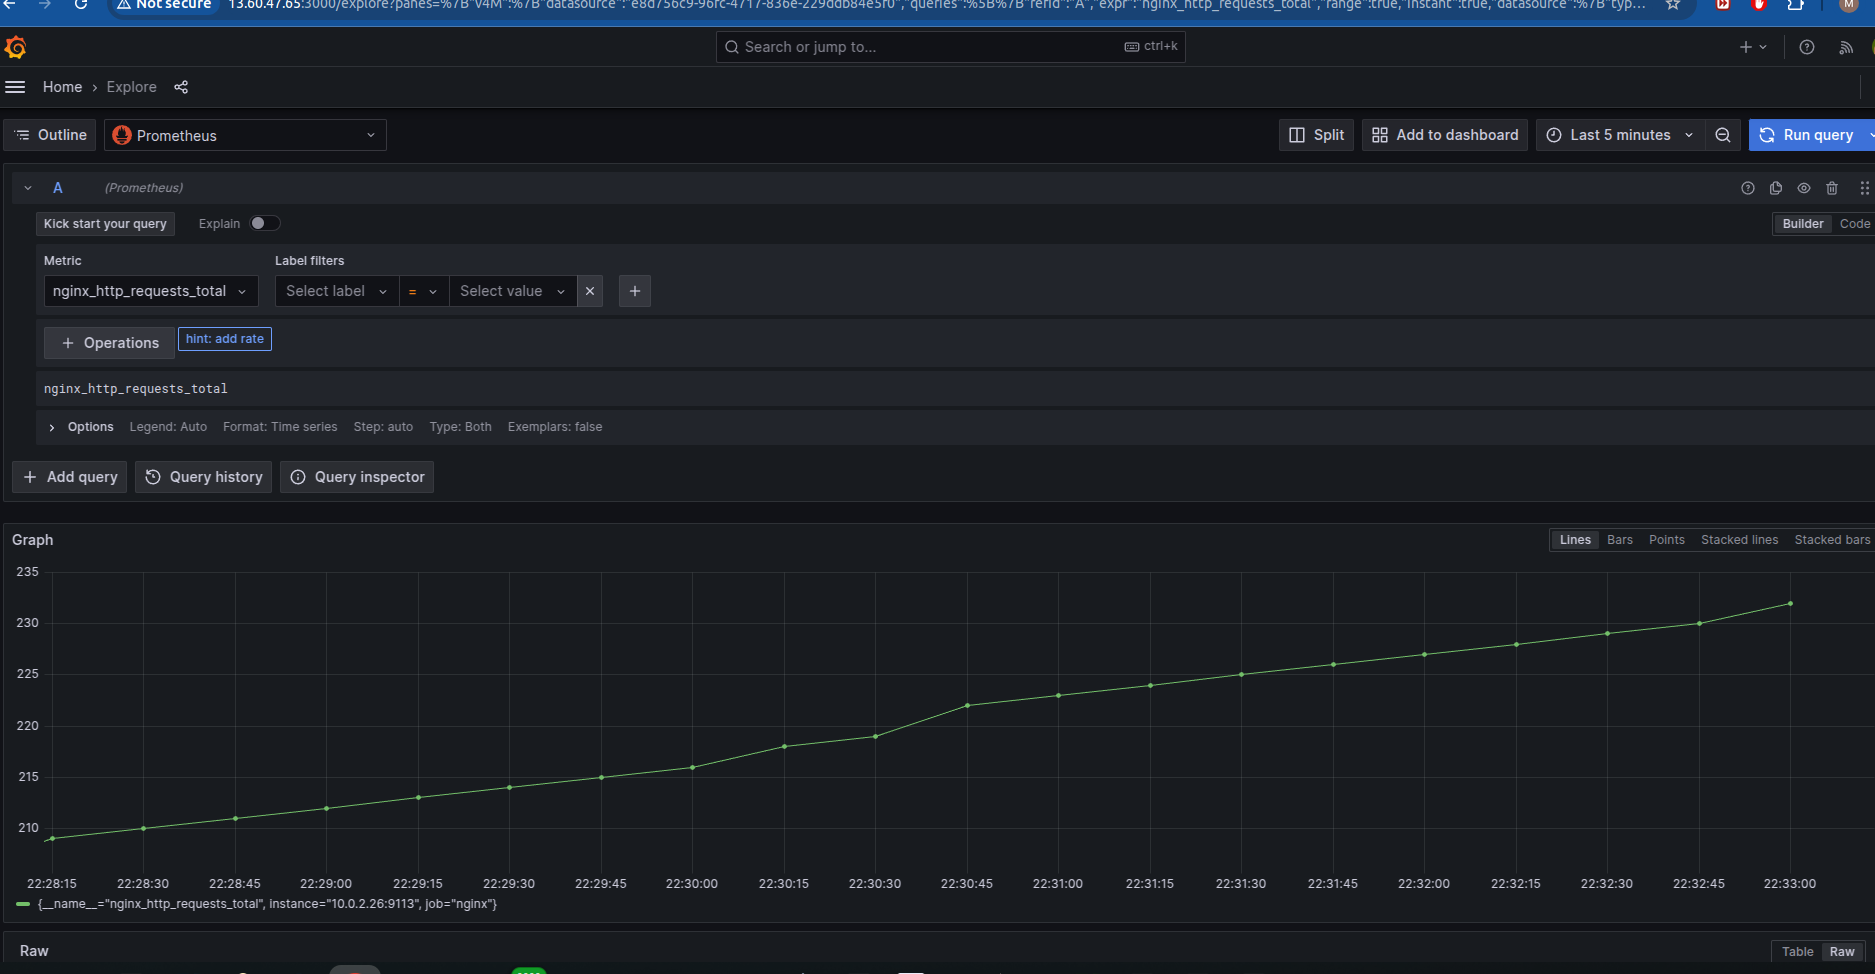 Not secure 13.60.47.65:3000/explore?panes=%7B"v4M":%7B"datasource":"e8d756c9-96fc-4717-836e-229ddb84e5f0","queries":%5B%7B"refId":"A","expr":"nginx_http_requests_total","range":true,"instant":true,"datasource":%7B"typ... M
Search or jump to... ctrl+k
Home › Explore
Outline Prometheus Split Add to dashboard Last 5 minutes Run query
A (Prometheus)
Kick start your query Explain Builder Code
Metric Label filters
nginx_http_requests_total Select label = Select value × +
+ Operations hint: add rate
nginx_http_requests_total
Options Legend: Auto Format: Time series Step: auto Type: Both Exemplars: false
+ Add query Query history Query inspector
Graph Lines Bars Points Stacked lines Stacked bars
235
230
225
220
215
210
22:28:15 22:28:30 22:28:45 22:29:00 22:29:15 22:29:30 22:29:45 22:30:00 22:30:15 22:30:30 22:30:45 22:31:00 22:31:15 22:31:30 22:31:45 22:32:00 22:32:15 22:32:30 22:32:45 22:33:00
{__name__="nginx_http_requests_total", instance="10.0.2.26:9113", job="nginx"}
Raw Table Raw